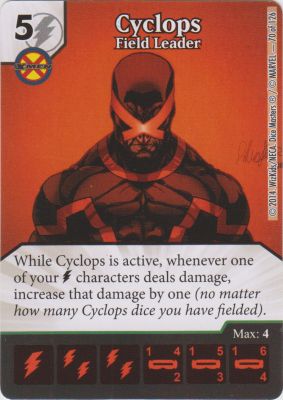 5
Cyclops
Field Leader
X-MEN
©2014 WizKids/NECA. Dice Masters ©/© MARVEL—70 of 126
While Cyclops is active, whenever one
of your characters deals damage,
increase that damage by one (no matter
how many Cyclops dice you have fielded).
Max: 4
1 4 1 5 1 6
2 3 4